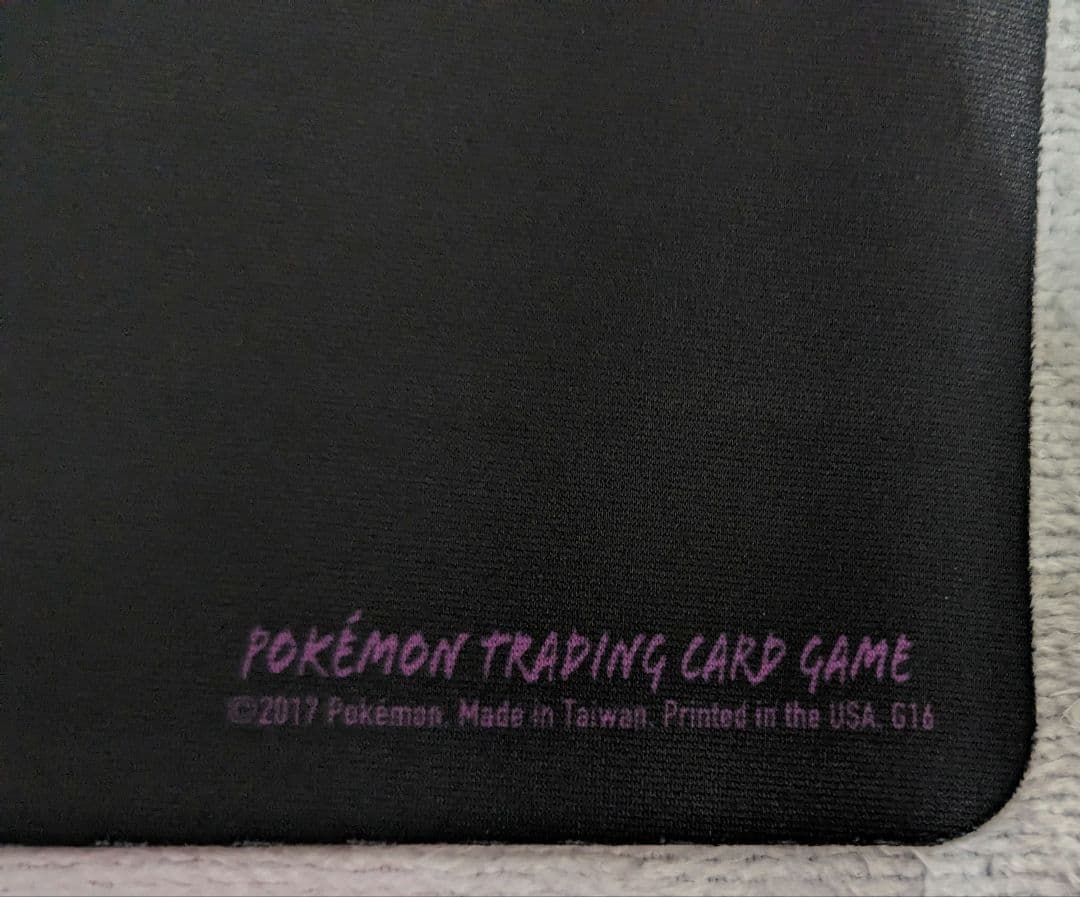 POKÉMON TRADING CARD GAME
©2017 Pokémon. Made in Taiwan. Printed in the USA. G16